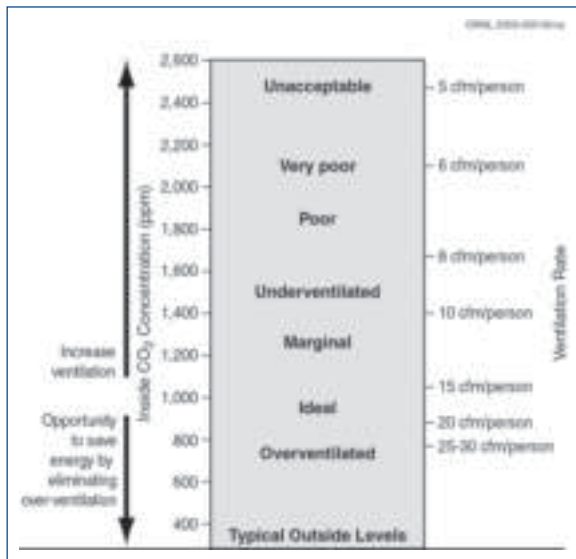 2,600
2,400
2,200
2,000
1,800
1,600
1,400
1,200
1,000
800
600
400
Inside CO₂ Concentration (ppm)
Increase
ventilation
Opportunity
to save
energy by
eliminating
over-ventilation
Unacceptable
Very poor
Poor
Underventilated
Marginal
Ideal
Overventilated
Typical Outside Levels
5 cfm/person
6 cfm/person
8 cfm/person
10 cfm/person
15 cfm/person
20 cfm/person
25-30 cfm/person
Ventilation Rate